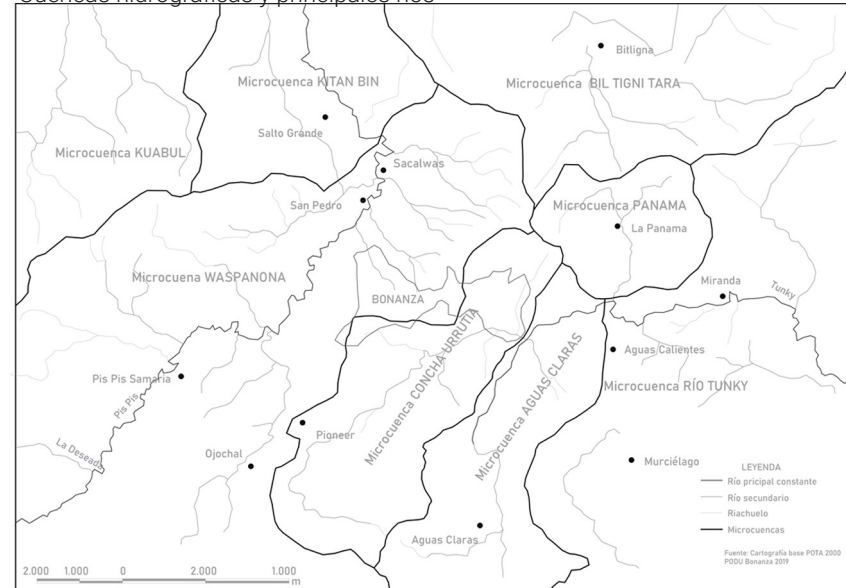 Cuencas hidrográficas y principales ríos
Bitligna
Microcuenca KITAN BIN
Microcuenca BIL TIGNI TARA
Salto Grande
Microcuenca KUABUL
Sacalwas
San Pedro
Microcuenca PANAMA
La Panama
Microcuena WASPANONA
Miranda
Tunky
BONANZA
Aguas Calientes
Microcuenca CONCHA URRUTIA
Microcuenca AGUAS CLARAS
Pis Pis Samaria
Microcuenca RÍO TUNKY
Pis Pis
Pioneer
La Deseada
Ojochal
Murciélago
LEYENDA
Río pricipal constante
Río secundario
Riachuelo
Microcuencas
Aguas Claras
Fuente: Cartografía base POTA 2000
PODU Bonanza 2019
2.000 1.000 0 2.000 1.000
m